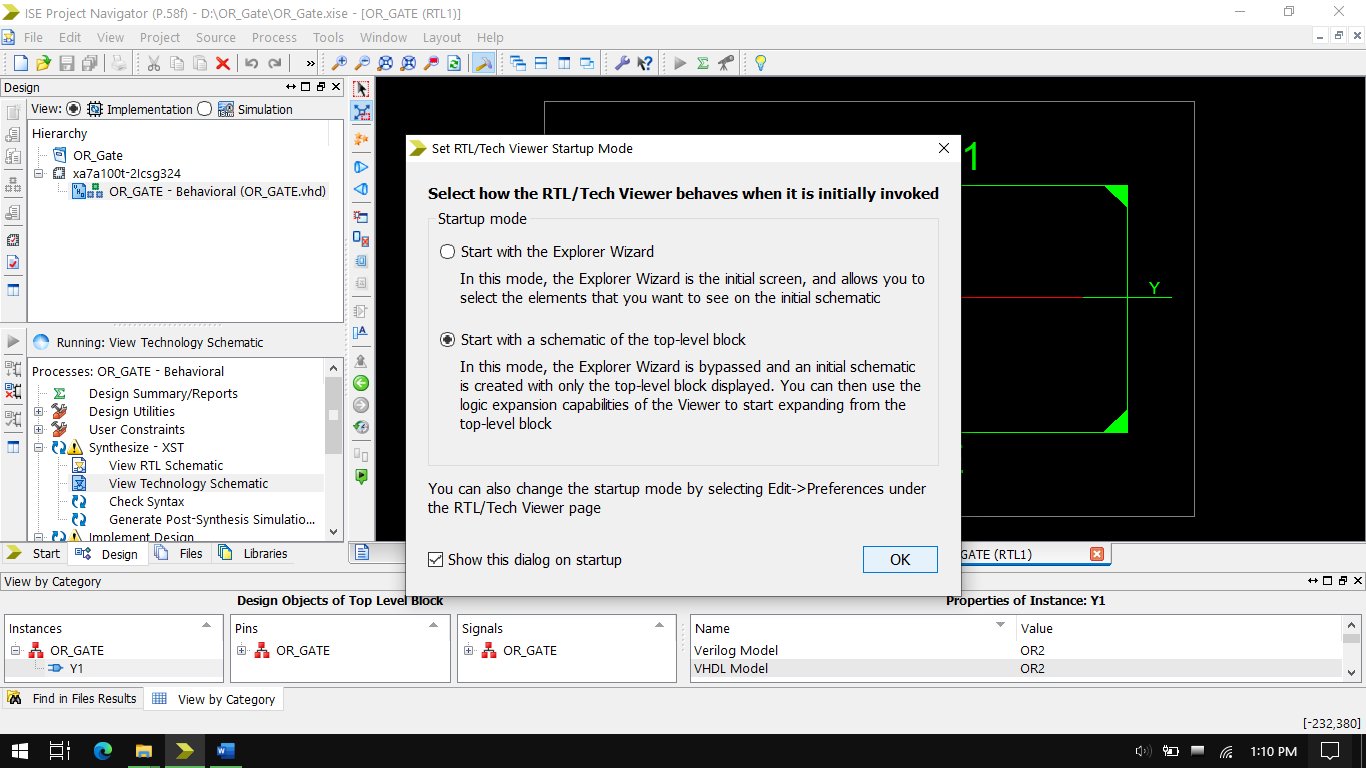 ISE Project Navigator (P.58f) - D:\OR_Gate\OR_Gate.xise - [OR_GATE (RTL1)]
File Edit View Project Source Process Tools Window Layout Help
»
Design
View: Implementation Simulation
Hierarchy
OR_Gate
xa7a100t-2Icsg324
OR_GATE - Behavioral (OR_GATE.vhd)
Running: View Technology Schematic
Processes: OR_GATE - Behavioral
Design Summary/Reports
Design Utilities
User Constraints
Synthesize - XST
View RTL Schematic
View Technology Schematic
Check Syntax
Generate Post-Synthesis Simulatio...
Implement Design
Start Design Files Libraries
1
Y
Set RTL/Tech Viewer Startup Mode
Select how the RTL/Tech Viewer behaves when it is initially invoked
Startup mode
Start with the Explorer Wizard
In this mode, the Explorer Wizard is the initial screen, and allows you to
select the elements that you want to see on the initial schematic
Start with a schematic of the top-level block
In this mode, the Explorer Wizard is bypassed and an initial schematic
is created with only the top-level block displayed. You can then use the
logic expansion capabilities of the Viewer to start expanding from the
top-level block
You can also change the startup mode by selecting Edit->Preferences under
the RTL/Tech Viewer page
Show this dialog on startup
OK
GATE (RTL1)
View by Category
Design Objects of Top Level Block
Properties of Instance: Y1
Instances
OR_GATE
Y1
Pins
OR_GATE
Signals
OR_GATE
Name Value
Verilog Model OR2
VHDL Model OR2
Find in Files Results View by Category
[-232,380]
1:10 PM